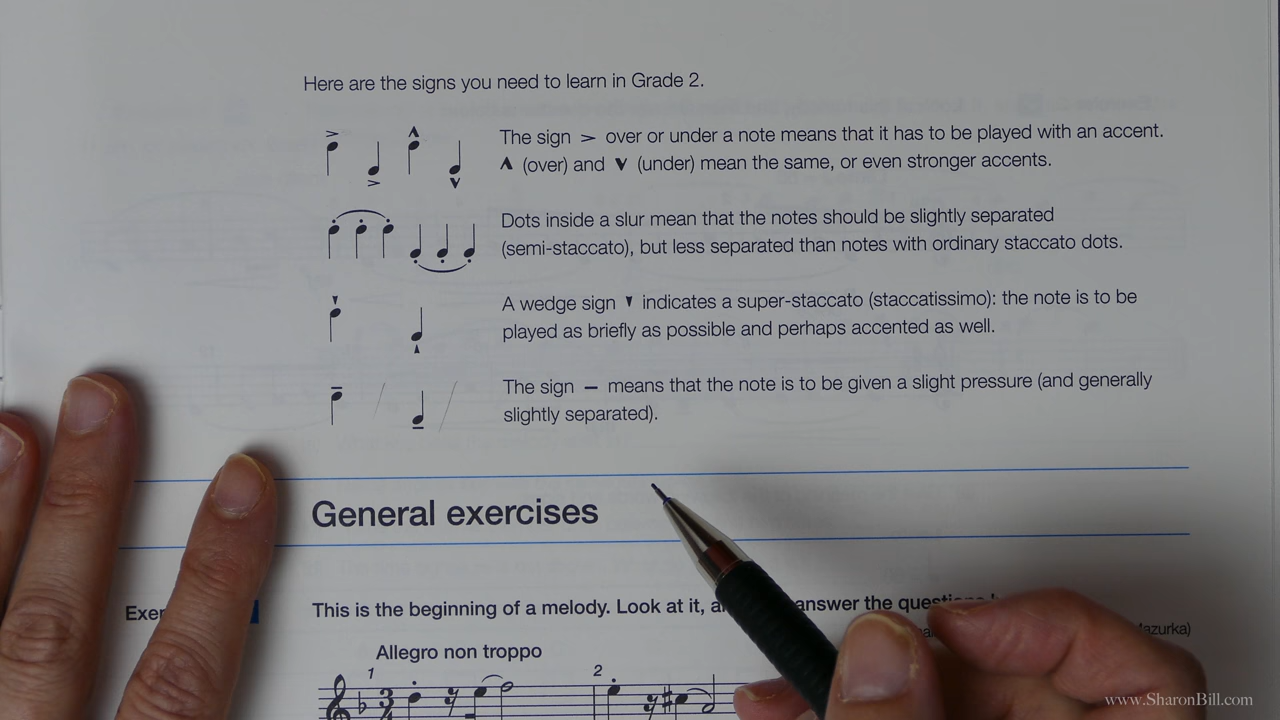 Here are the signs you need to learn in Grade 2.
The sign > over or under a note means that it has to be played with an accent.
ʌ (over) and v (under) mean the same, or even stronger accents.
Dots inside a slur mean that the notes should be slightly separated
(semi-staccato), but less separated than notes with ordinary staccato dots.
A wedge sign ▾ indicates a super-staccato (staccatissimo): the note is to be
played as briefly as possible and perhaps accented as well.
The sign – means that the note is to be given a slight pressure (and generally
slightly separated).
General exercises
This is the beginning of a melody. Look at it, answer the
Allegro non troppo
1 2
3
www.SharonBill.com